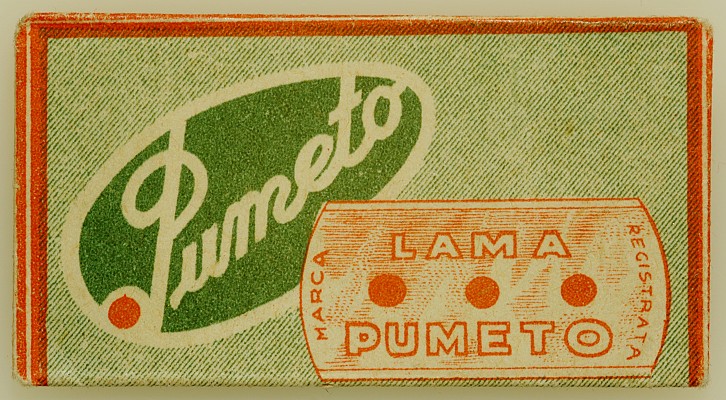 Pumeto
LAMA
MARCA
REGISTRATA
PUMETO